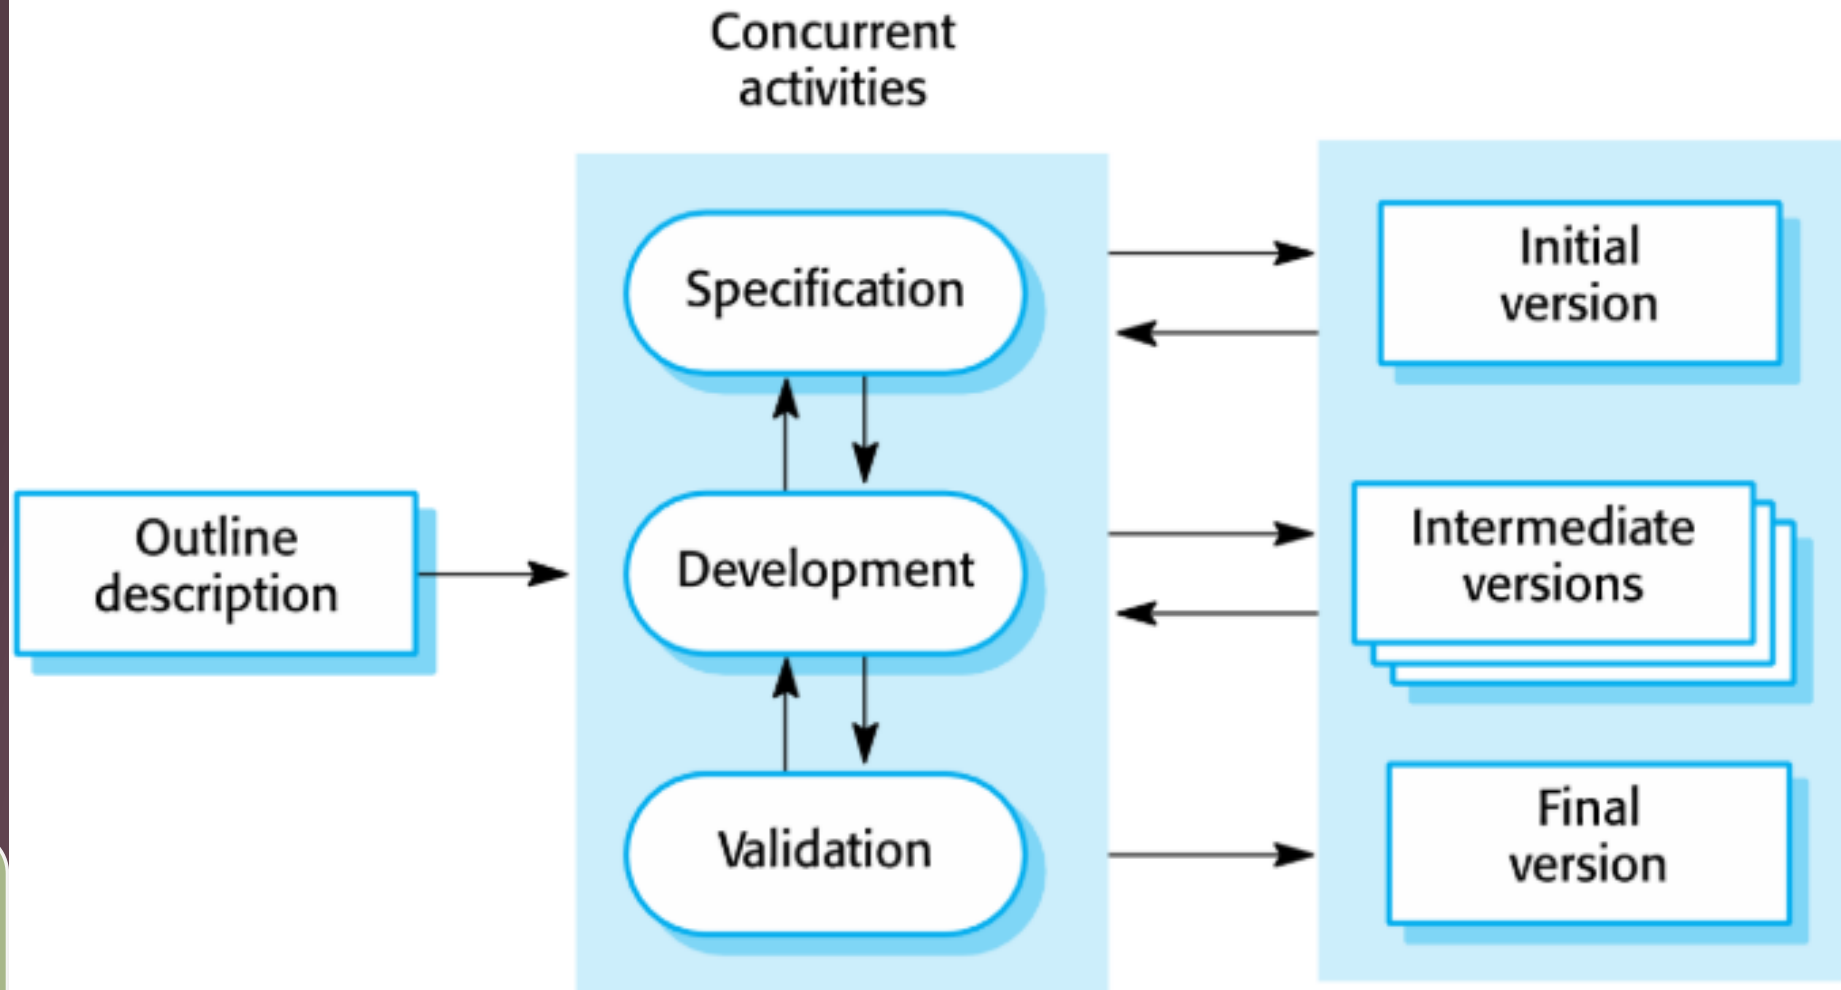 Concurrent
activities
Specification
Initial
version
Outline
description
Development
Intermediate
versions
Validation
Final
version